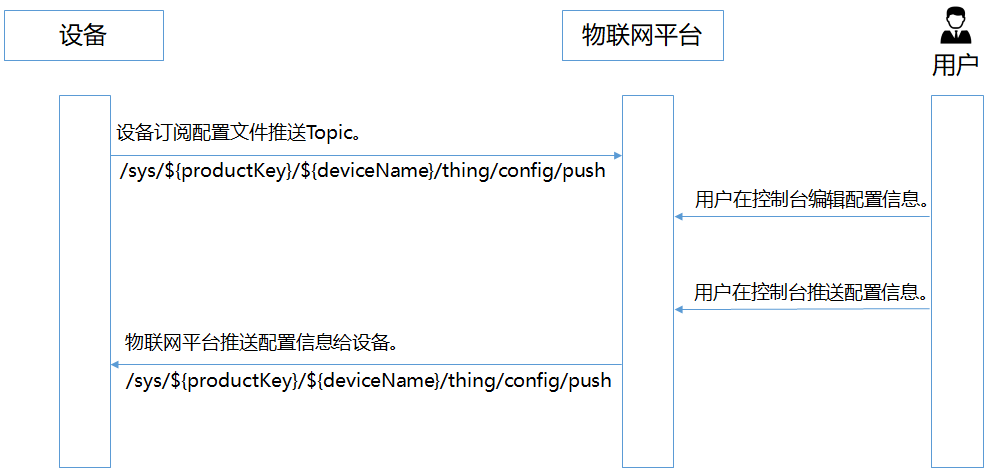 设备
物联网平台
用户
设备订阅配置文件推送Topic。
/sys/${productKey}/${deviceName}/thing/config/push
用户在控制台编辑配置信息。
用户在控制台推送配置信息。
物联网平台推送配置信息给设备。
/sys/${productKey}/${deviceName}/thing/config/push